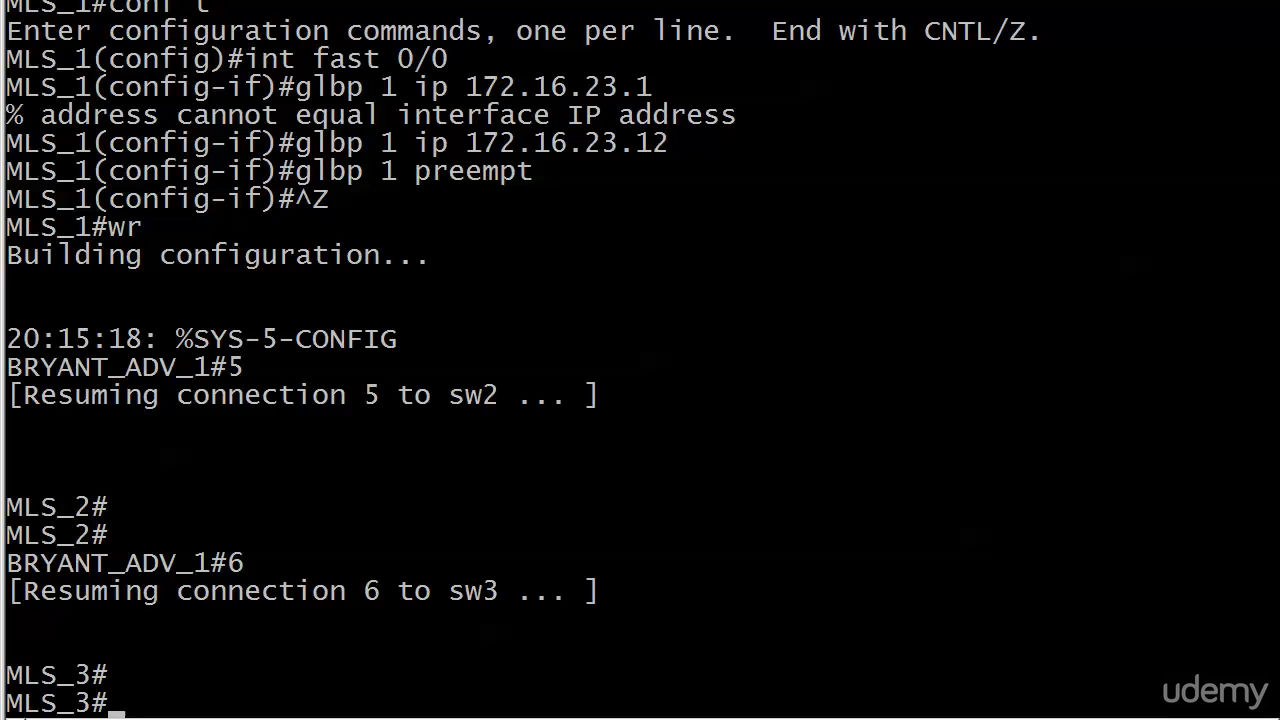 MLS_1#conf t
Enter configuration commands, one per line.  End with CNTL/Z.
MLS_1(config)#int fast 0/0
MLS_1(config-if)#glbp 1 ip 172.16.23.1
% address cannot equal interface IP address
MLS_1(config-if)#glbp 1 ip 172.16.23.12
MLS_1(config-if)#glbp 1 preempt
MLS_1(config-if)#^Z
MLS_1#wr
Building configuration...
20:15:18: %SYS-5-CONFIG
BRYANT_ADV_1#5
[Resuming connection 5 to sw2 ... ]
MLS_2#
MLS_2#
BRYANT_ADV_1#6
[Resuming connection 6 to sw3 ... ]
MLS_3#
MLS_3#
udemy